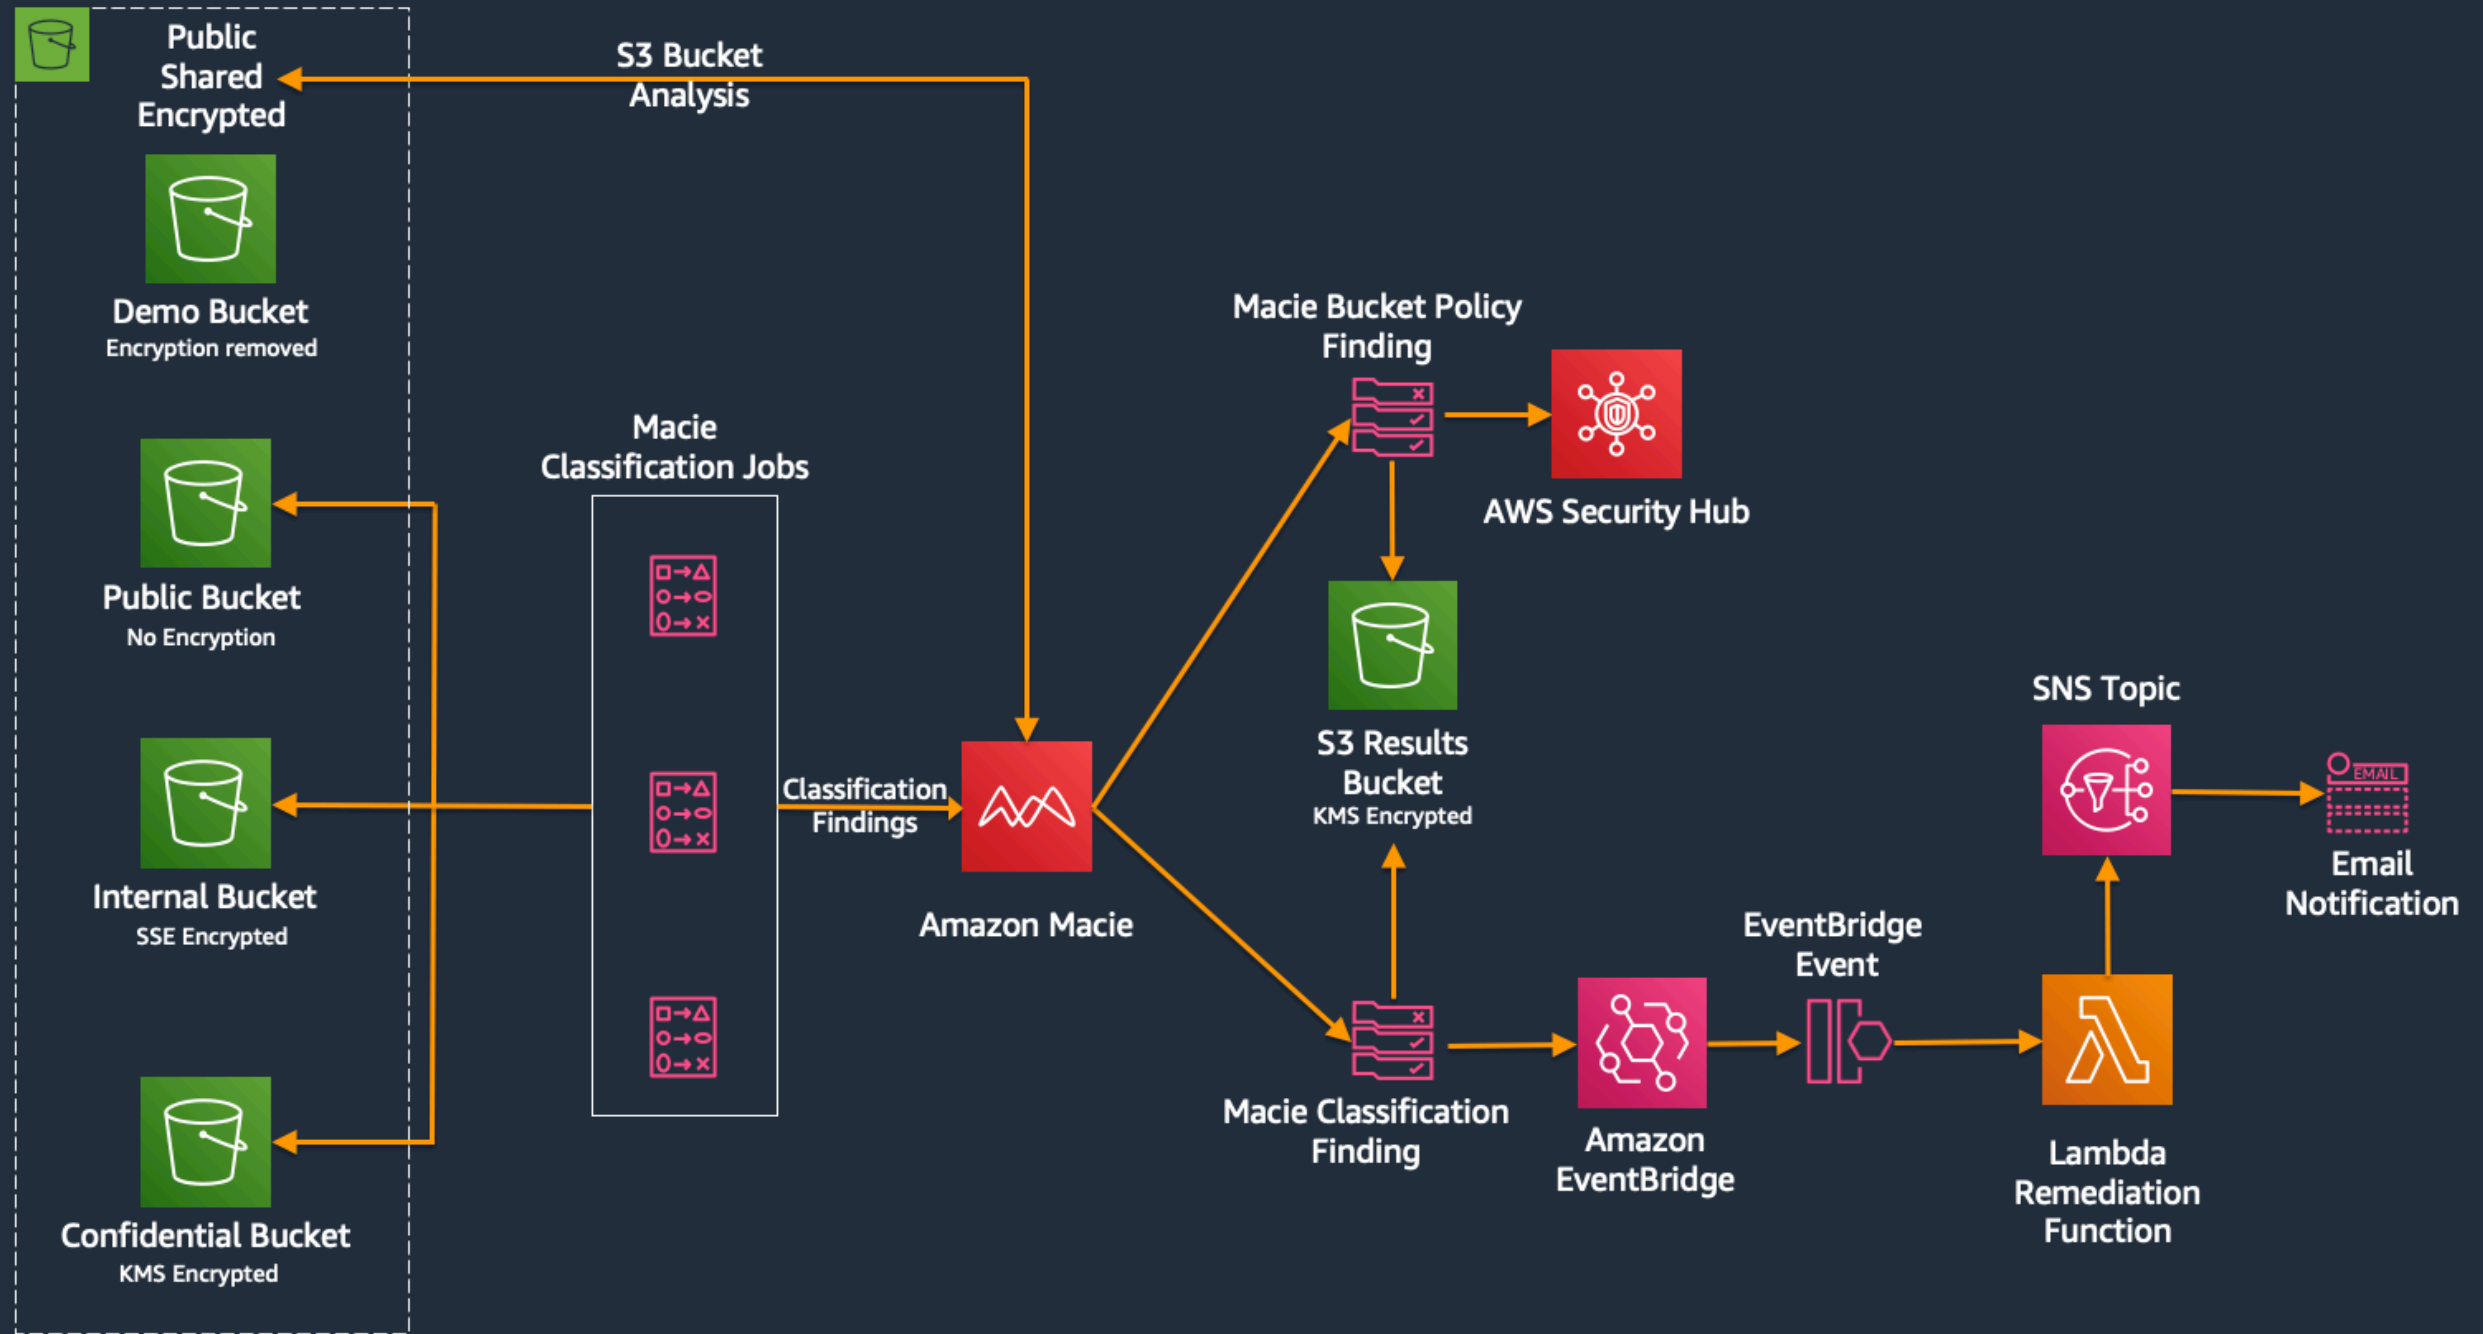 Public
Shared
Encrypted
S3 Bucket
Analysis
Demo Bucket
Encryption removed
Public Bucket
No Encryption
Internal Bucket
SSE Encrypted
Confidential Bucket
KMS Encrypted
Macie
Classification Jobs
Classification
Findings
Amazon Macie
Macie Bucket Policy
Finding
AWS Security Hub
S3 Results
Bucket
KMS Encrypted
Macie Classification
Finding
Amazon
EventBridge
EventBridge
Event
Lambda
Remediation
Function
SNS Topic
EMAIL
Email
Notification